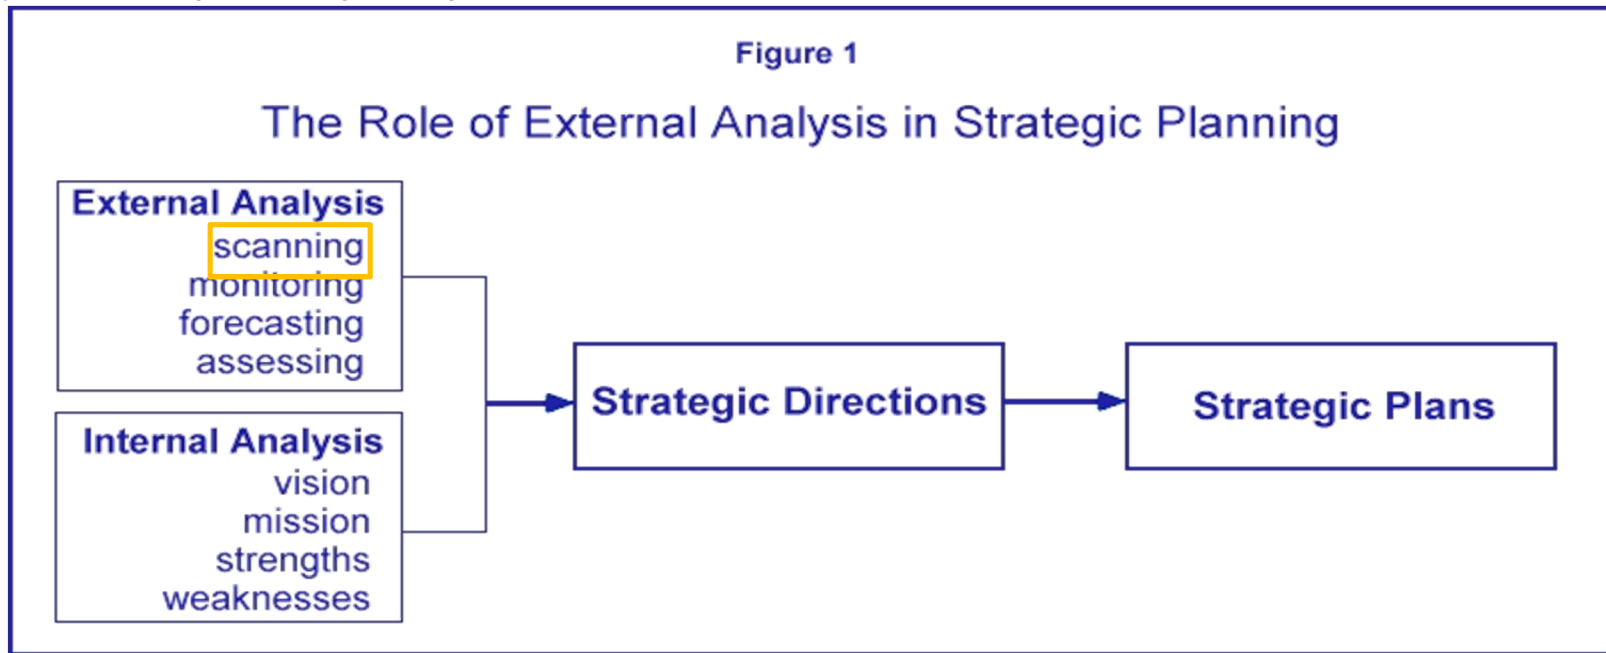 Figure 1
The Role of External Analysis in Strategic Planning
External Analysis
scanning
monitoring
forecasting
assessing
Internal Analysis
vision
mission
strengths
weaknesses
Strategic Directions
Strategic Plans